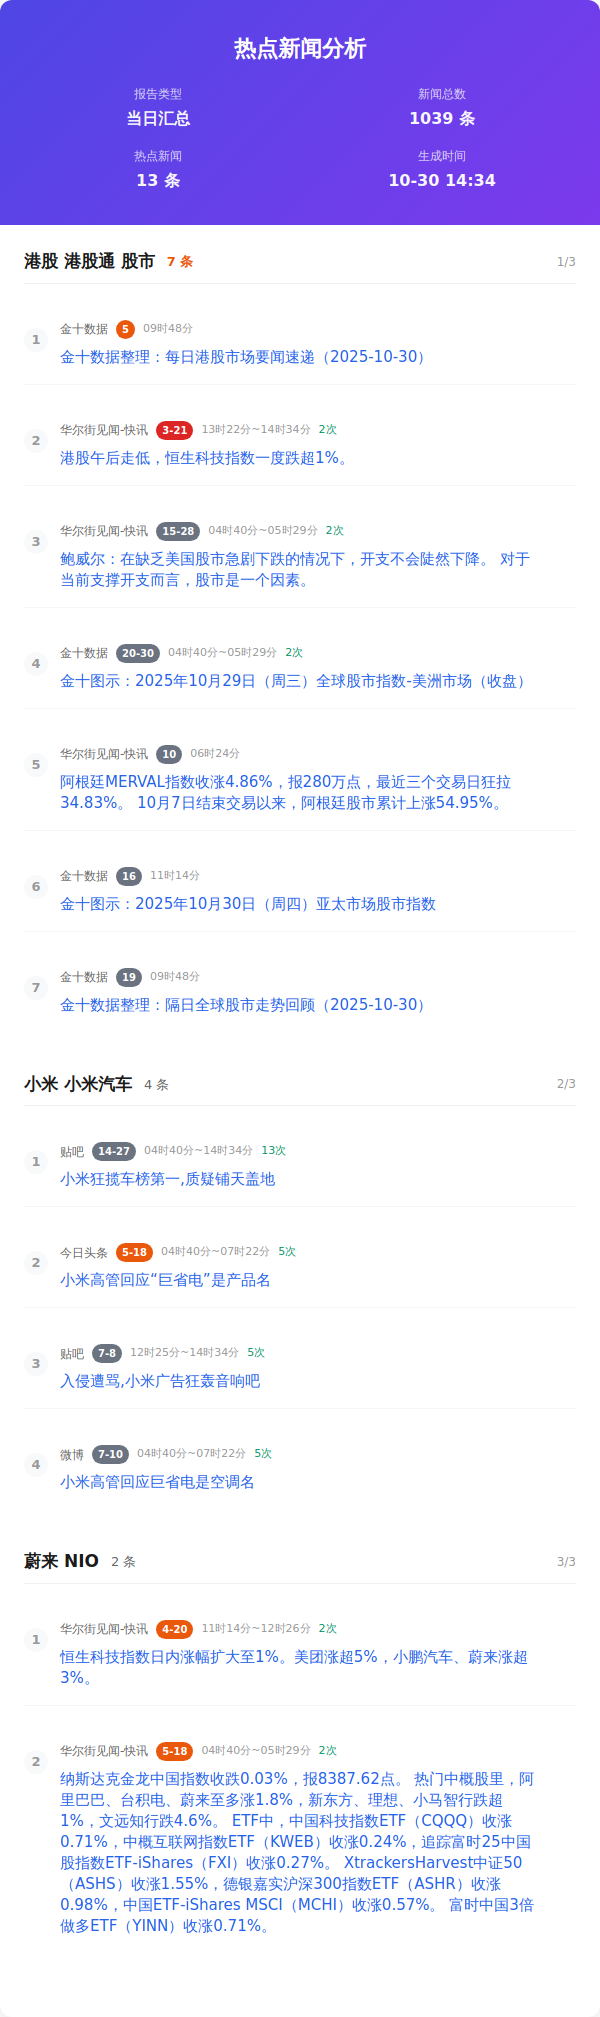 热点新闻分析
报告类型
新闻总数
当日汇总
1039 条
热点新闻
生成时间
13 条
10-30 14:34
港股 港股通 股市 7 条 1/3
1
金十数据 5 09时48分
金十数据整理：每日港股市场要闻速递（2025-10-30）
2
华尔街见闻-快讯 3-21 13时22分~14时34分 2次
港股午后走低，恒生科技指数一度跌超1%。
3
华尔街见闻-快讯 15-28 04时40分~05时29分 2次
鲍威尔：在缺乏美国股市急剧下跌的情况下，开支不会陡然下降。 对于
当前支撑开支而言，股市是一个因素。
4
金十数据 20-30 04时40分~05时29分 2次
金十图示：2025年10月29日（周三）全球股市指数-美洲市场（收盘）
5
华尔街见闻-快讯 10 06时24分
阿根廷MERVAL指数收涨4.86%，报280万点，最近三个交易日狂拉
34.83%。 10月7日结束交易以来，阿根廷股市累计上涨54.95%。
6
金十数据 16 11时14分
金十图示：2025年10月30日（周四）亚太市场股市指数
7
金十数据 19 09时48分
金十数据整理：隔日全球股市走势回顾（2025-10-30）
小米 小米汽车 4 条 2/3
1
贴吧 14-27 04时40分~14时34分 13次
小米狂揽车榜第一,质疑铺天盖地
2
今日头条 5-18 04时40分~07时22分 5次
小米高管回应“巨省电”是产品名
3
贴吧 7-8 12时25分~14时34分 5次
入侵遭骂,小米广告狂轰音响吧
4
微博 7-10 04时40分~07时22分 5次
小米高管回应巨省电是空调名
蔚来 NIO 2 条 3/3
1
华尔街见闻-快讯 4-20 11时14分~12时26分 2次
恒生科技指数日内涨幅扩大至1%。美团涨超5%，小鹏汽车、蔚来涨超
3%。
2
华尔街见闻-快讯 5-18 04时40分~05时29分 2次
纳斯达克金龙中国指数收跌0.03%，报8387.62点。 热门中概股里，阿
里巴巴、台积电、蔚来至多涨1.8%，新东方、理想、小马智行跌超
1%，文远知行跌4.6%。 ETF中，中国科技指数ETF（CQQQ）收涨
0.71%，中概互联网指数ETF（KWEB）收涨0.24%，追踪富时25中国
股指数ETF-iShares（FXI）收涨0.27%。 XtrackersHarvest中证50
（ASHS）收涨1.55%，德银嘉实沪深300指数ETF（ASHR）收涨
0.98%，中国ETF-iShares MSCI（MCHI）收涨0.57%。 富时中国3倍
做多ETF（YINN）收涨0.71%。